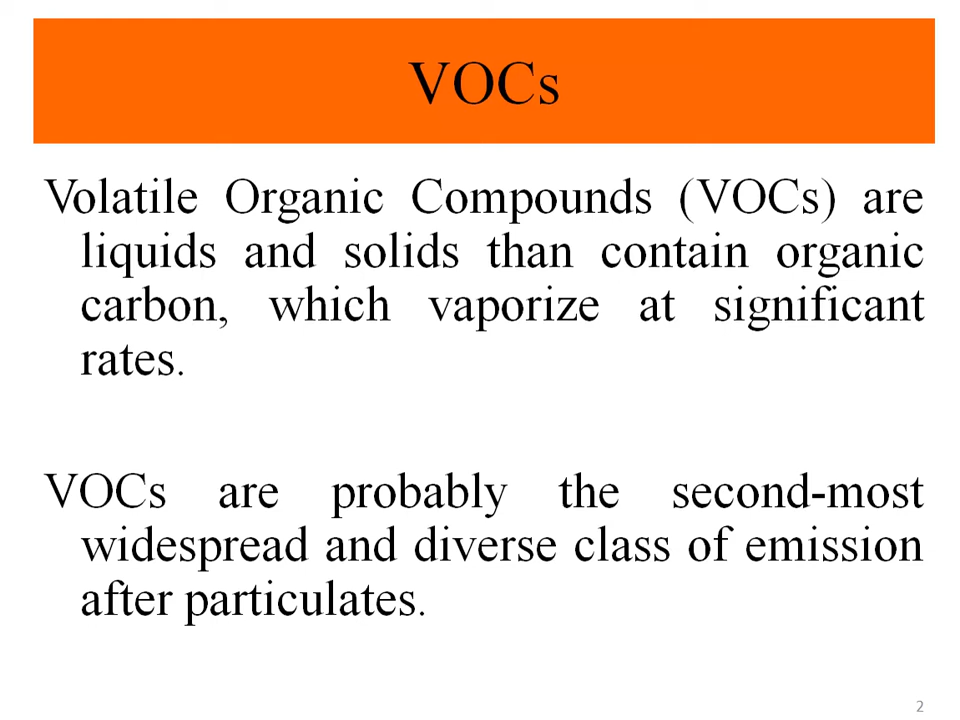 VOCs
Volatile Organic Compounds (VOCs) are
liquids and solids than contain organic
carbon, which vaporize at significant
rates.
VOCs are probably the second-most
widespread and diverse class of emission
after particulates.
2